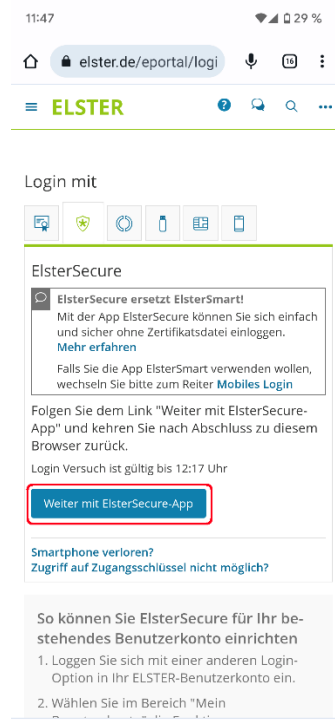 11:47
29 %
elster.de/eportal/logi
16
ELSTER
Login mit
ElsterSecure
ElsterSecure ersetzt ElsterSmart!
Mit der App ElsterSecure können Sie sich einfach
und sicher ohne Zertifikatsdatei einloggen.
Mehr erfahren
Falls Sie die App ElsterSmart verwenden wollen,
wechseln Sie bitte zum Reiter Mobiles Login
Folgen Sie dem Link "Weiter mit ElsterSecure-
App" und kehren Sie nach Abschluss zu diesem
Browser zurück.
Login Versuch ist gültig bis 12:17 Uhr
Weiter mit ElsterSecure-App
Smartphone verloren?
Zugriff auf Zugangsschlüssel nicht möglich?
So können Sie ElsterSecure für Ihr be-
stehendes Benutzerkonto einrichten
1. Loggen Sie sich mit einer anderen Login-
Option in Ihr ELSTER-Benutzerkonto ein.
2. Wählen Sie im Bereich "Mein